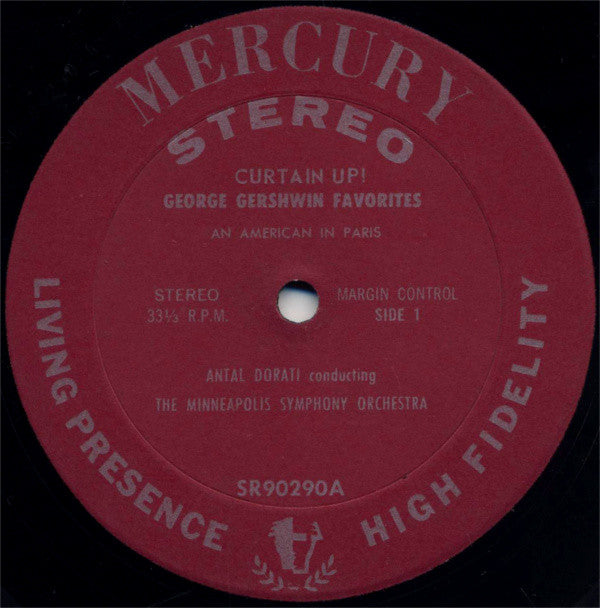 MERCURY
STEREO
CURTAIN UP!
GEORGE GERSHWIN FAVORITES
AN AMERICAN IN PARIS
STEREO
33⅓ R.P.M.
MARGIN CONTROL
SIDE 1
ANTAL DORATI conducting
THE MINNEAPOLIS SYMPHONY ORCHESTRA
SR90290A
LIVING PRESENCE
HIGH FIDELITY